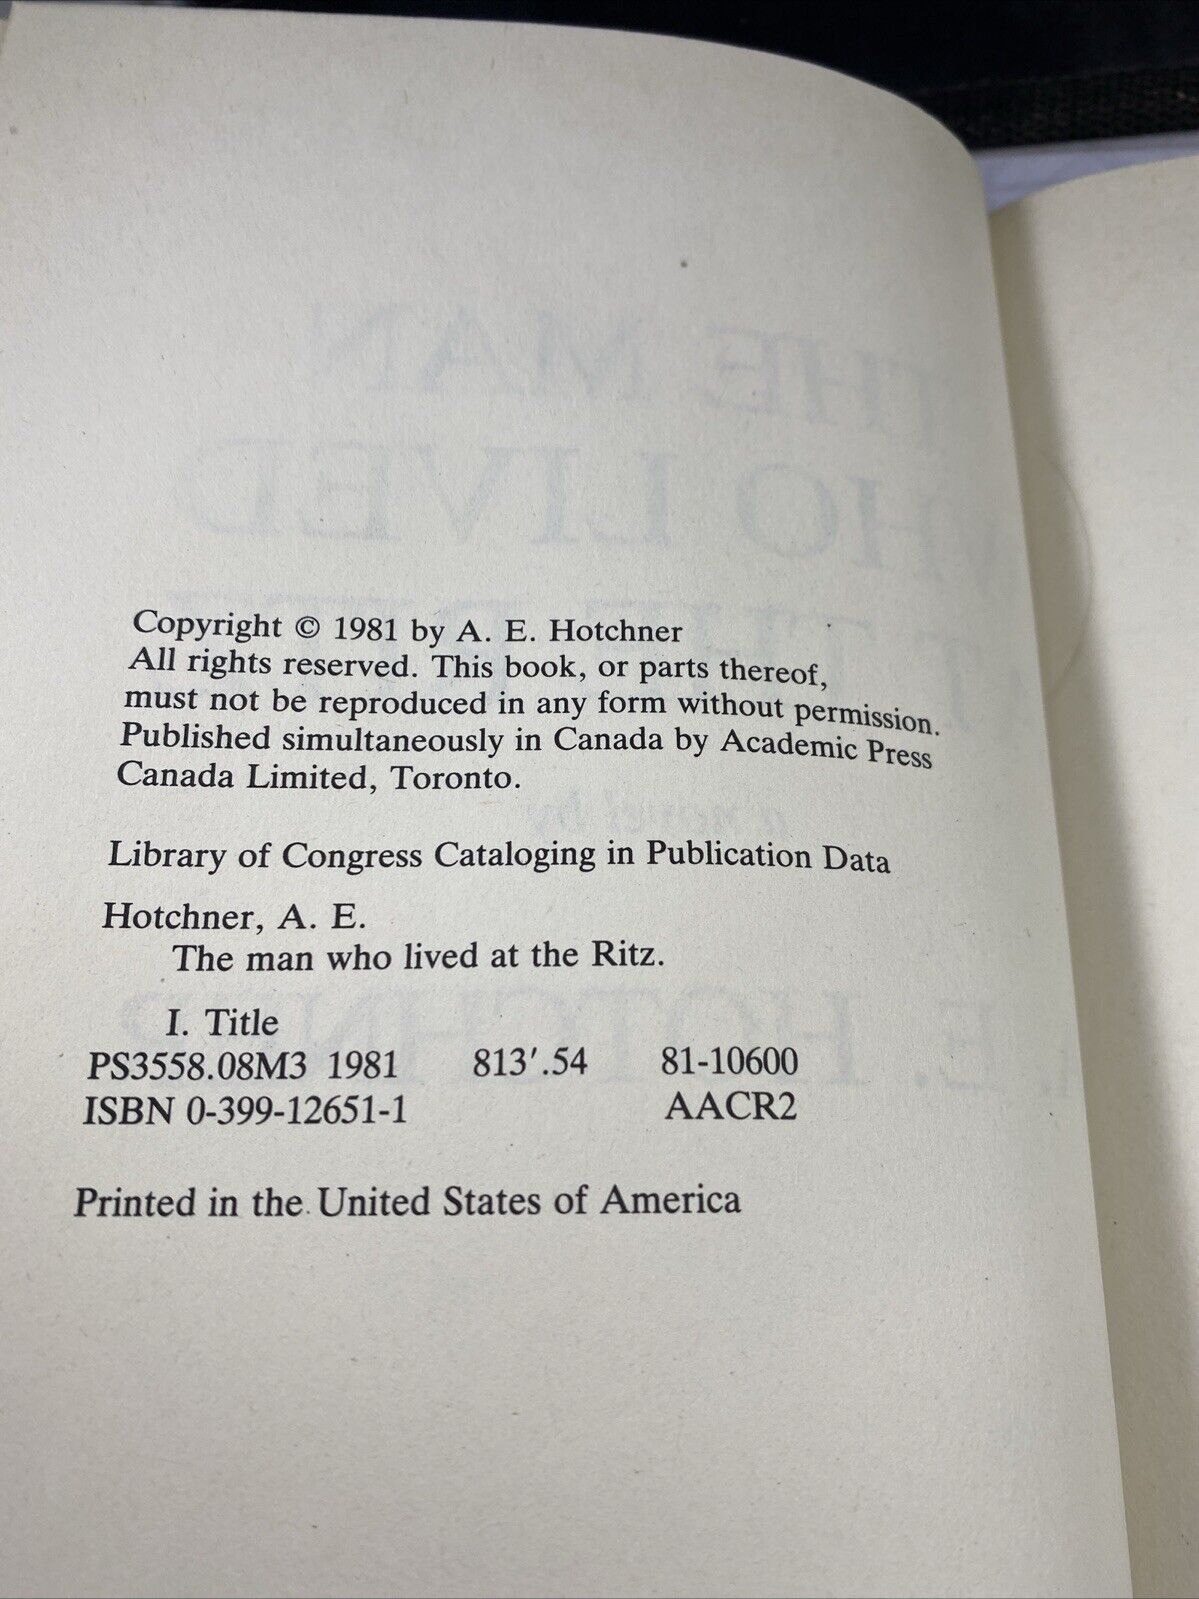 Copyright © 1981 by A. E. Hotchner
All rights reserved. This book, or parts thereof,
must not be reproduced in any form without permission.
Published simultaneously in Canada by Academic Press
Canada Limited, Toronto.
Library of Congress Cataloging in Publication Data
Hotchner, A. E.
The man who lived at the Ritz.
I. Title
PS3558.08M3 1981 813'.54 81-10600
ISBN 0-399-12651-1 AACR2
Printed in the United States of America